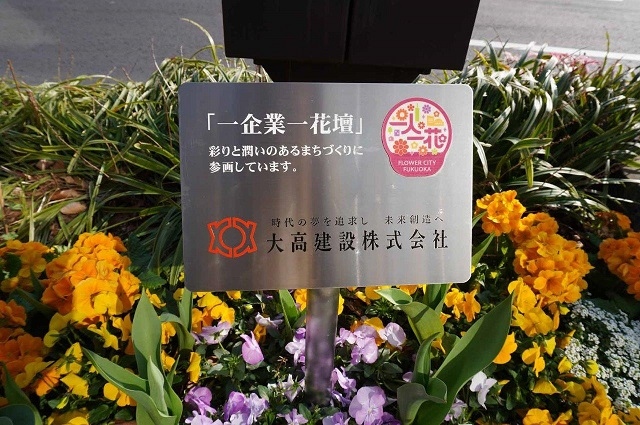 「一企業一花壇」
彩りと潤いのあるまちづくりに
参画しています。
一人一花
FLOWER CITY
FUKUOKA
時代の夢を追求し　未来創造へ
大高建設株式会社